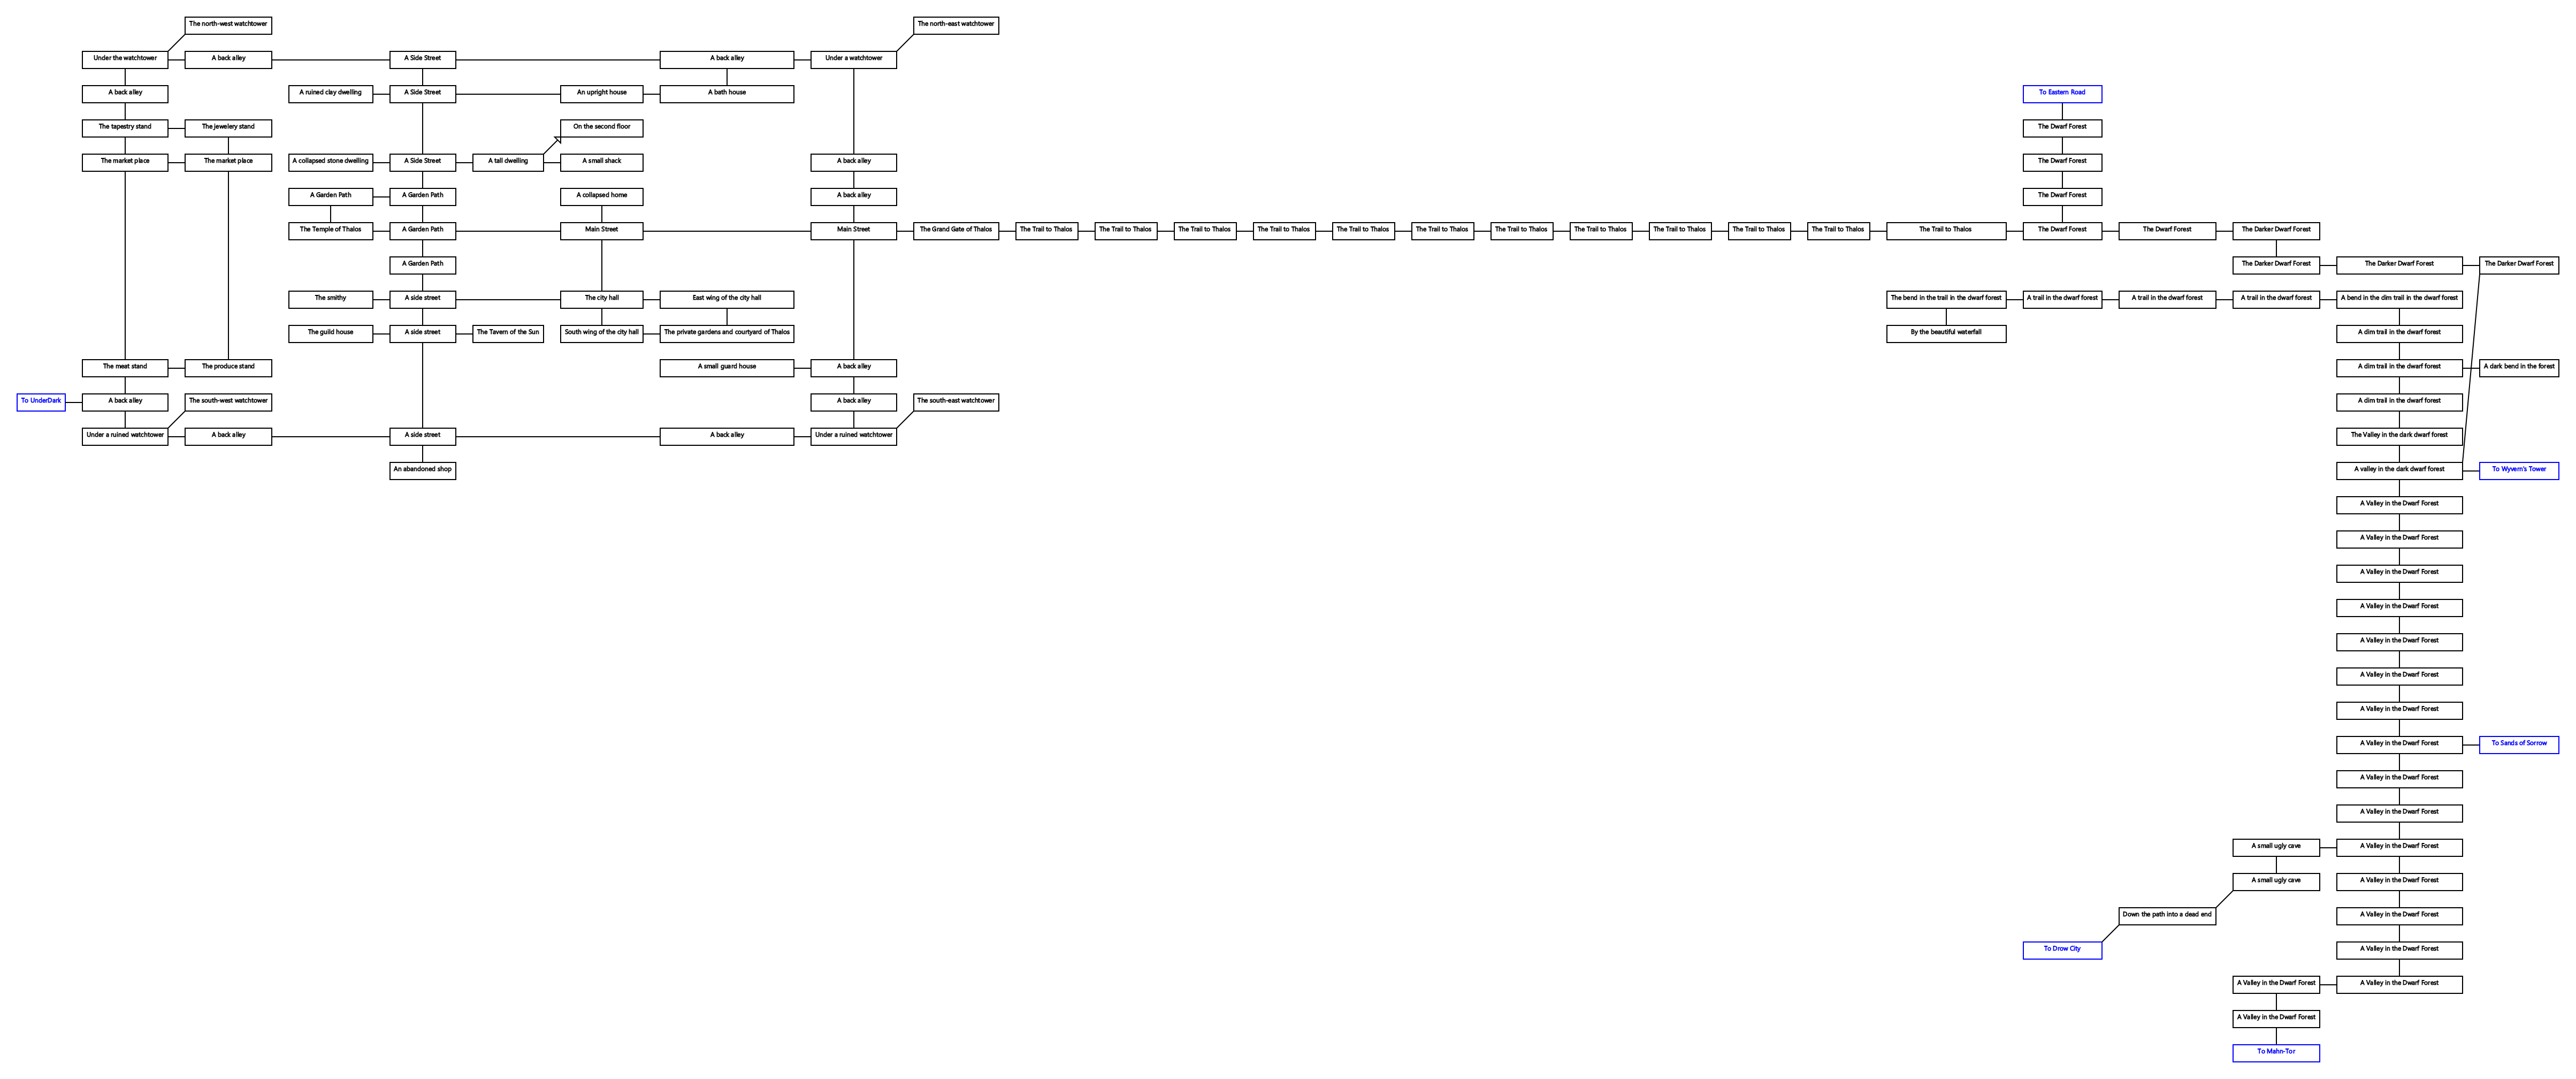 The north-west watchtower
The north-east watchtower
Under the watchtower
A back alley
A Side Street
A back alley
Under a watchtower
A back alley
A ruined clay dwelling
A Side Street
An upright house
A bath house
To Eastern Road
The tapestry stand
The jewelery stand
On the second floor
The Dwarf Forest
The market place
The market place
A collapsed stone dwelling
A Side Street
A tall dwelling
A small shack
A back alley
The Dwarf Forest
A Garden Path
A Garden Path
A collapsed home
A back alley
The Dwarf Forest
The Temple of Thalos
A Garden Path
Main Street
Main Street
The Grand Gate of Thalos
The Trail to Thalos
The Trail to Thalos
The Trail to Thalos
The Trail to Thalos
The Trail to Thalos
The Trail to Thalos
The Trail to Thalos
The Trail to Thalos
The Trail to Thalos
The Trail to Thalos
The Trail to Thalos
The Trail to Thalos
The Dwarf Forest
The Dwarf Forest
The Darker Dwarf Forest
A Garden Path
The Darker Dwarf Forest
The Darker Dwarf Forest
The Darker Dwarf Forest
The smithy
A side street
The city hall
East wing of the city hall
The bend in the trail in the dwarf forest
A trail in the dwarf forest
A trail in the dwarf forest
A trail in the dwarf forest
A bend in the dim trail in the dwarf forest
The guild house
A side street
The Tavern of the Sun
South wing of the city hall
The private gardens and courtyard of Thalos
By the beautiful waterfall
A dim trail in the dwarf forest
The meat stand
The produce stand
A small guard house
A back alley
A dim trail in the dwarf forest
A dark bend in the forest
To UnderDark
A back alley
The south-west watchtower
A back alley
The south-east watchtower
A dim trail in the dwarf forest
Under a ruined watchtower
A back alley
A side street
A back alley
Under a ruined watchtower
The Valley in the dark dwarf forest
An abandoned shop
A valley in the dark dwarf forest
To Wyvern's Tower
A Valley in the Dwarf Forest
A Valley in the Dwarf Forest
A Valley in the Dwarf Forest
A Valley in the Dwarf Forest
A Valley in the Dwarf Forest
A Valley in the Dwarf Forest
A Valley in the Dwarf Forest
A Valley in the Dwarf Forest
To Sands of Sorrow
A Valley in the Dwarf Forest
A Valley in the Dwarf Forest
A small ugly cave
A Valley in the Dwarf Forest
A small ugly cave
A Valley in the Dwarf Forest
Down the path into a dead end
A Valley in the Dwarf Forest
To Drow City
A Valley in the Dwarf Forest
A Valley in the Dwarf Forest
A Valley in the Dwarf Forest
A Valley in the Dwarf Forest
To Mahn-Tor